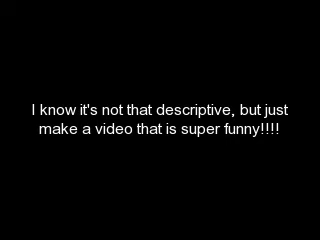 I know it's not that descriptive, but just
make a video that is super funny!!!!